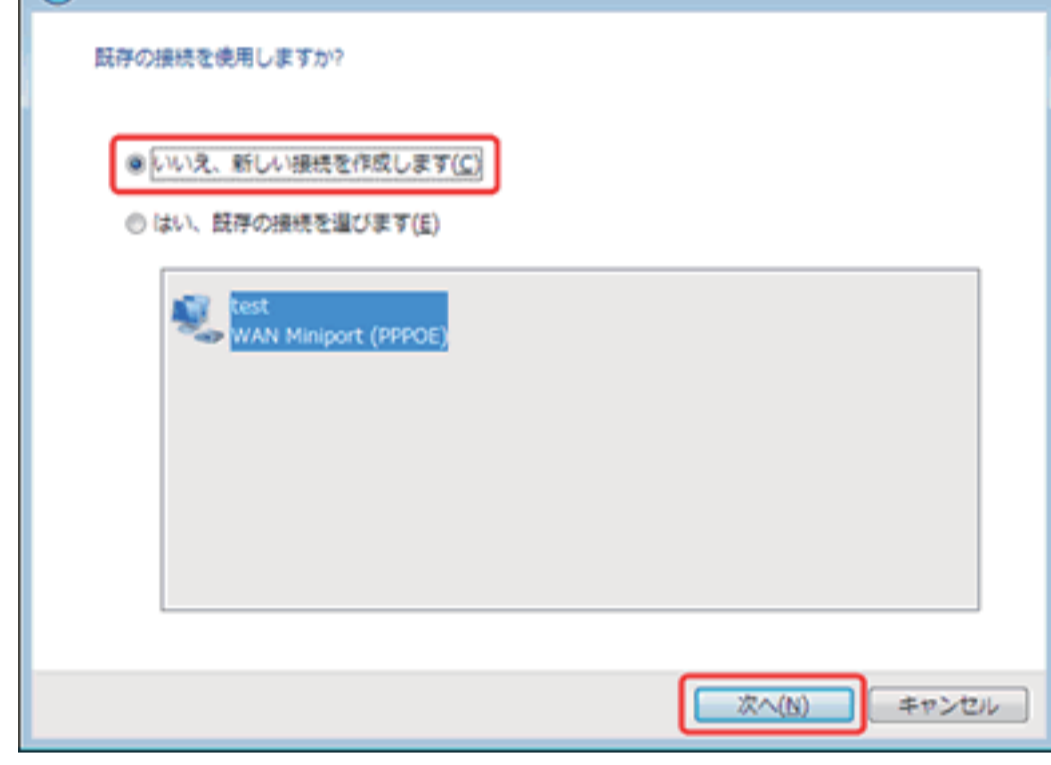 既存の接続を使用しますか?
いいえ、新しい接続を作成します(C)
はい、既存の接続を選びます(E)
test
WAN Miniport (PPPOE)
次へ(N)
キャンセル